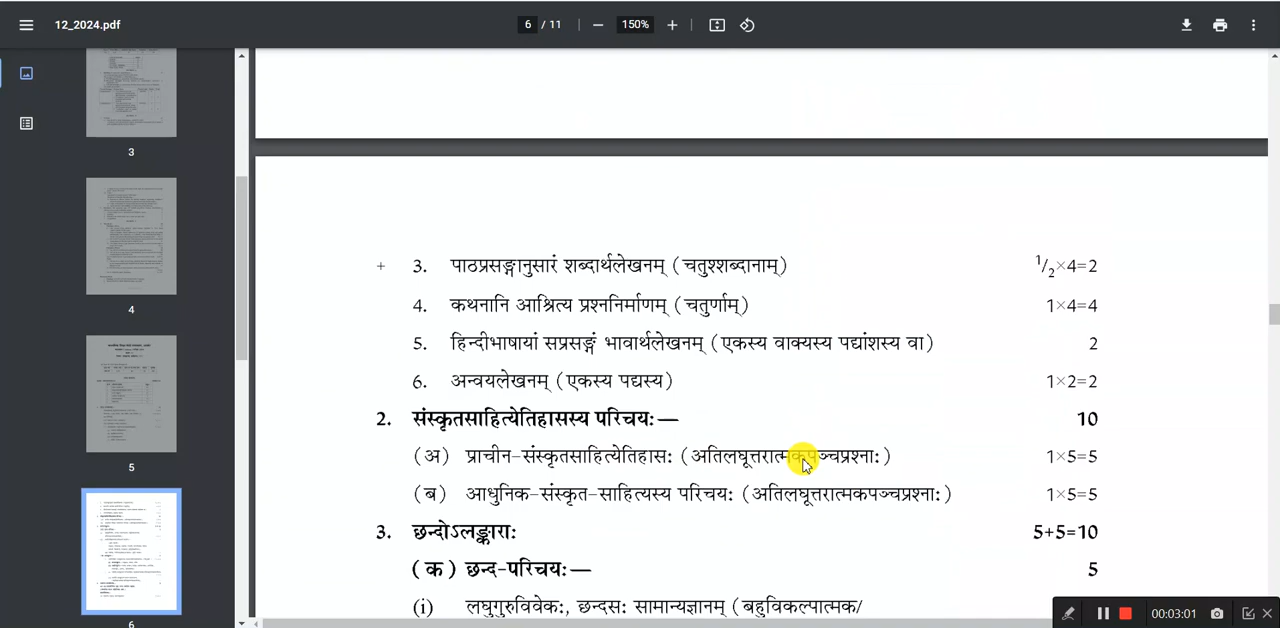 12_2024.pdf
6 / 11
150%
3
+ 3. पाठप्रसङ्गानुसारं शब्दार्थलेखनम् (चतुश्शब्दानाम्) 1/2×4=2
4. कथनानि आश्रित्य प्रश्ननिर्माणम् (चतुर्णाम्) 1×4=4
4
5. हिन्दीभाषायां सप्रसङ्गं भावार्थलेखनम् (एकस्य वाक्यस्य पद्यांशस्य वा) 2
6. अन्वयलेखनम् (एकस्य पद्यस्य) 1×2=2
2. संस्कृतसाहित्येतिहासस्य परिचयः— 10
(अ) प्राचीन-संस्कृतसाहित्येतिहासः (अतिलघूत्तरात्मकपञ्चप्रश्नाः) 1×5=5
5
(ब) आधुनिक-संस्कृत-साहित्यस्य परिचयः (अतिलघूत्तरात्मकपञ्चप्रश्नाः) 1×5=5
3. छन्दोऽलङ्काराः 5+5=10
(क) छन्द-परिचयः— 5
(i) लघुगुरुविवेकः, छन्दसः सामान्यज्ञानम् (बहुविकल्पात्मक/
00:03:01
6